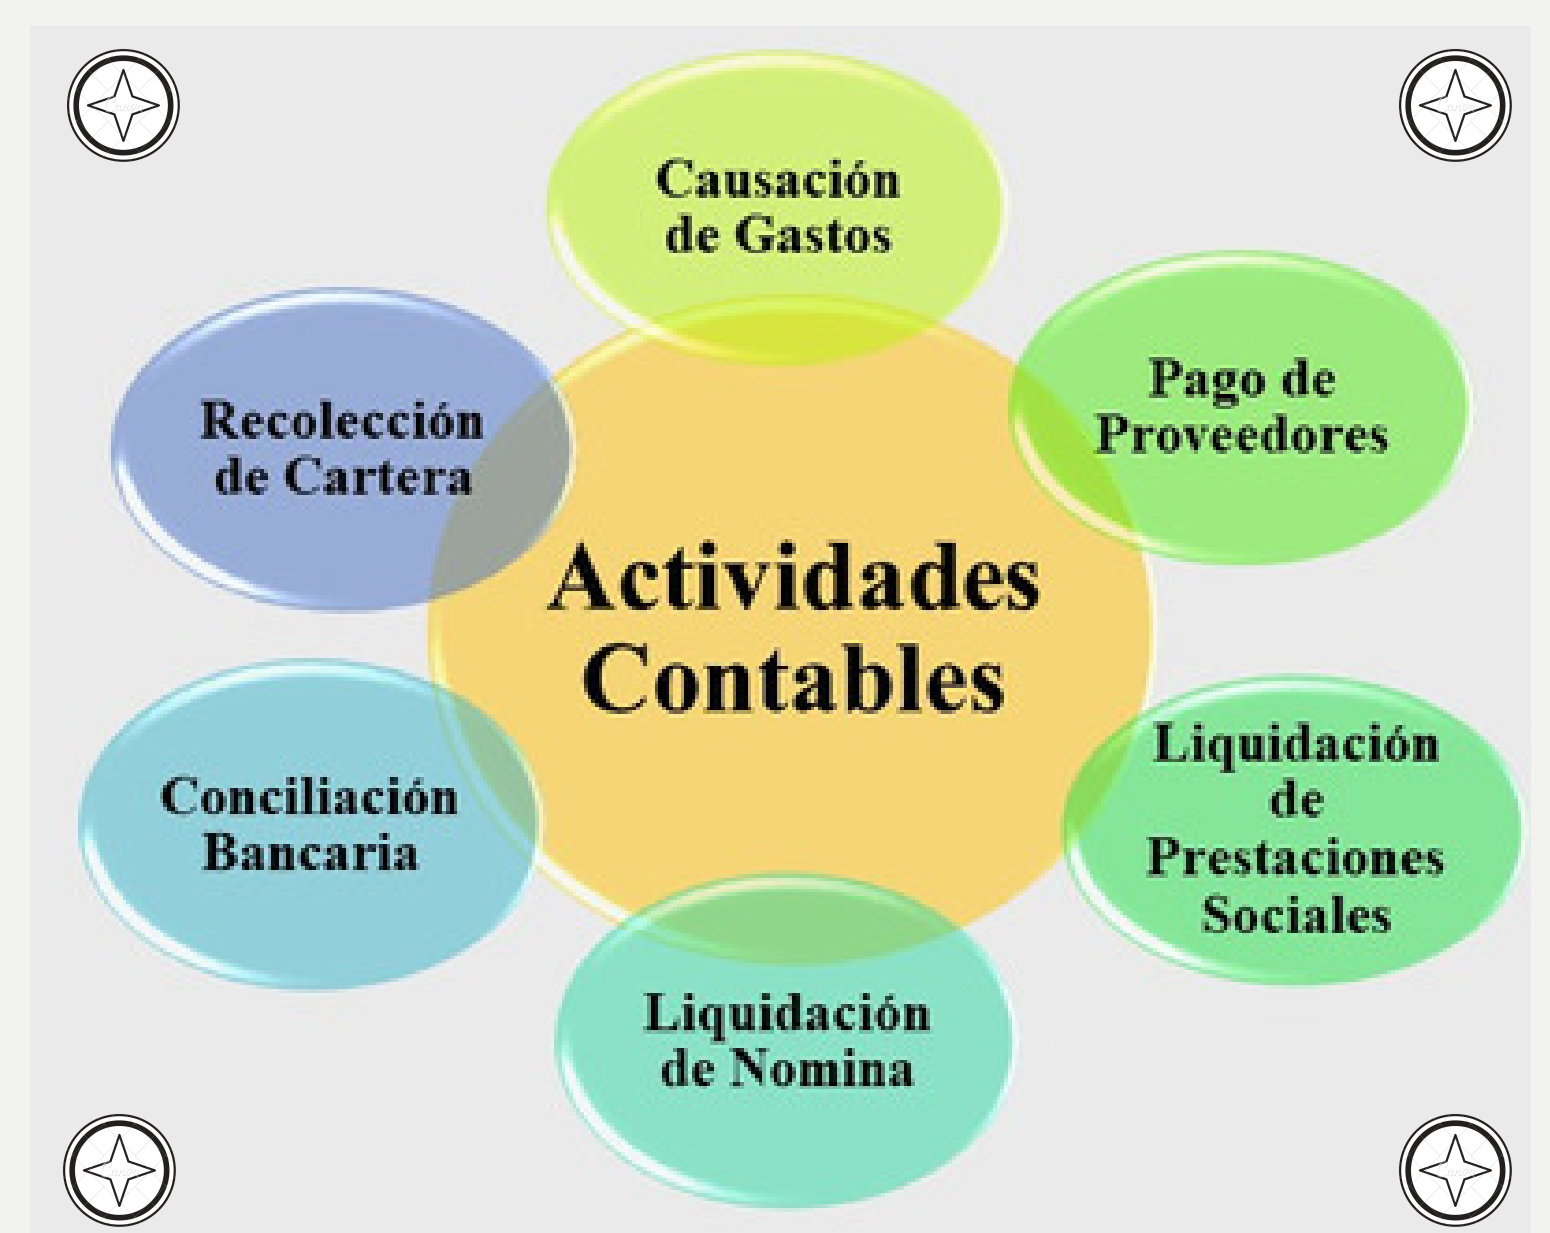 Causación
de Gastos
Pago de
Proveedores
Recolección
de Cartera
Actividades
Contables
Liquidación
de
Prestaciones
Sociales
Conciliación
Bancaria
Liquidación
de Nomina